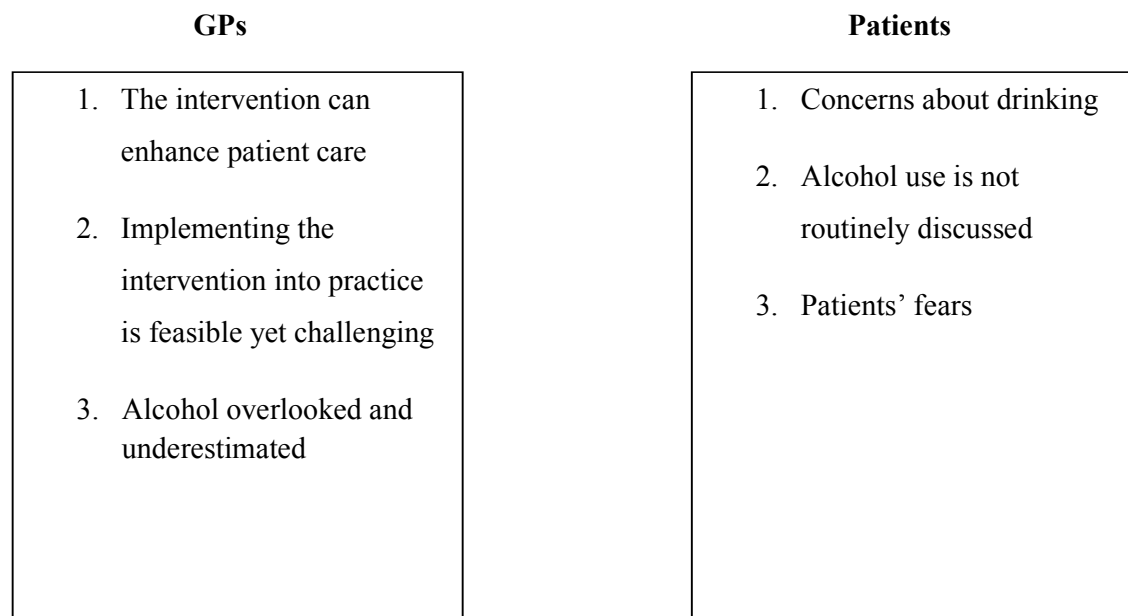 GPs
1. The intervention can
enhance patient care
2. Implementing the
intervention into practice
is feasible yet challenging
3. Alcohol overlooked and
underestimated
Patients
1. Concerns about drinking
2. Alcohol use is not
routinely discussed
3. Patients’ fears